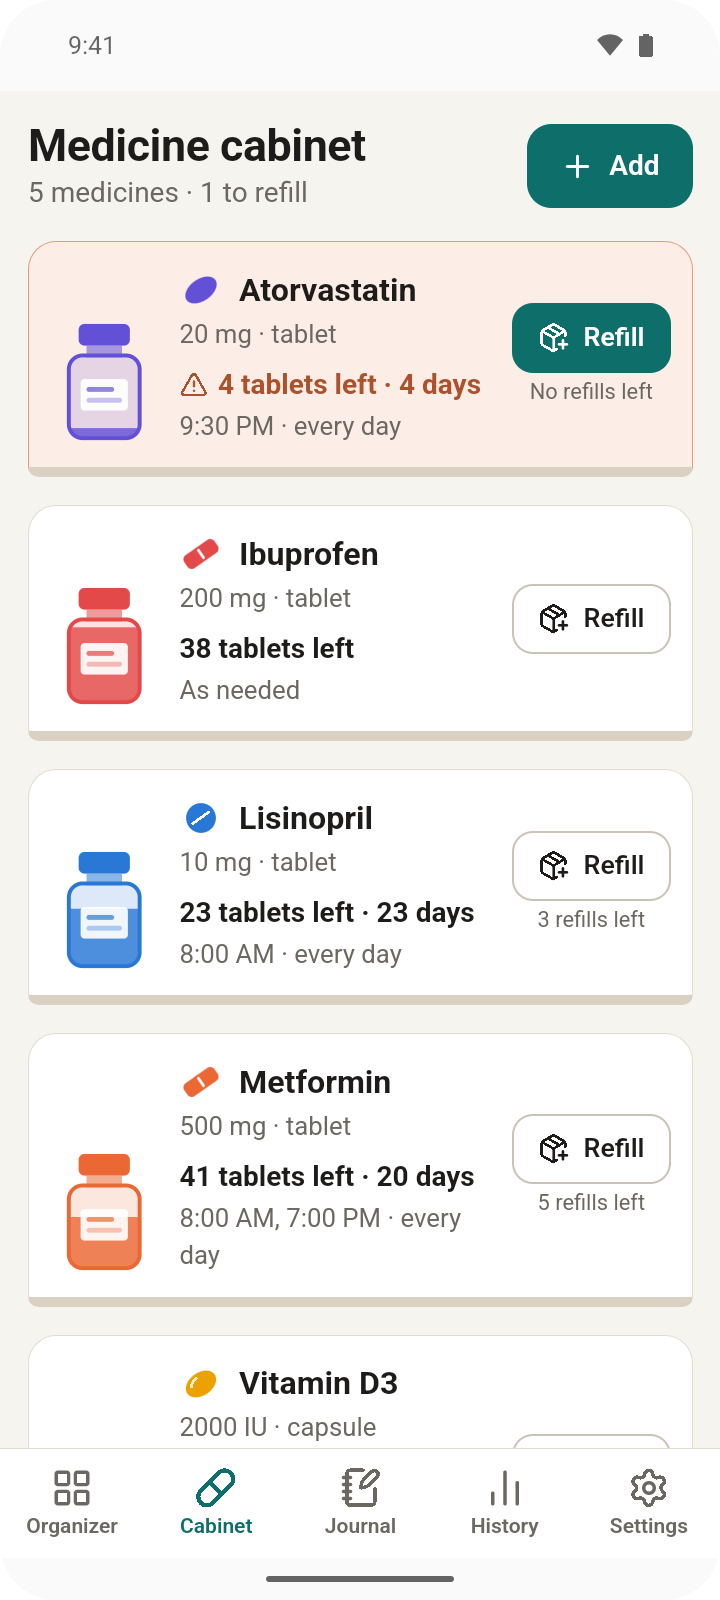 9:41
Medicine cabinet
5 medicines · 1 to refill
Add
Atorvastatin
20 mg · tablet
4 tablets left · 4 days
9:30 PM · every day
Refill
No refills left
Ibuprofen
200 mg · tablet
38 tablets left
As needed
Refill
Lisinopril
10 mg · tablet
23 tablets left · 23 days
8:00 AM · every day
Refill
3 refills left
Metformin
500 mg · tablet
41 tablets left · 20 days
8:00 AM, 7:00 PM · every
day
Refill
5 refills left
Vitamin D3
2000 IU · capsule
Organizer
Cabinet
Journal
History
Settings